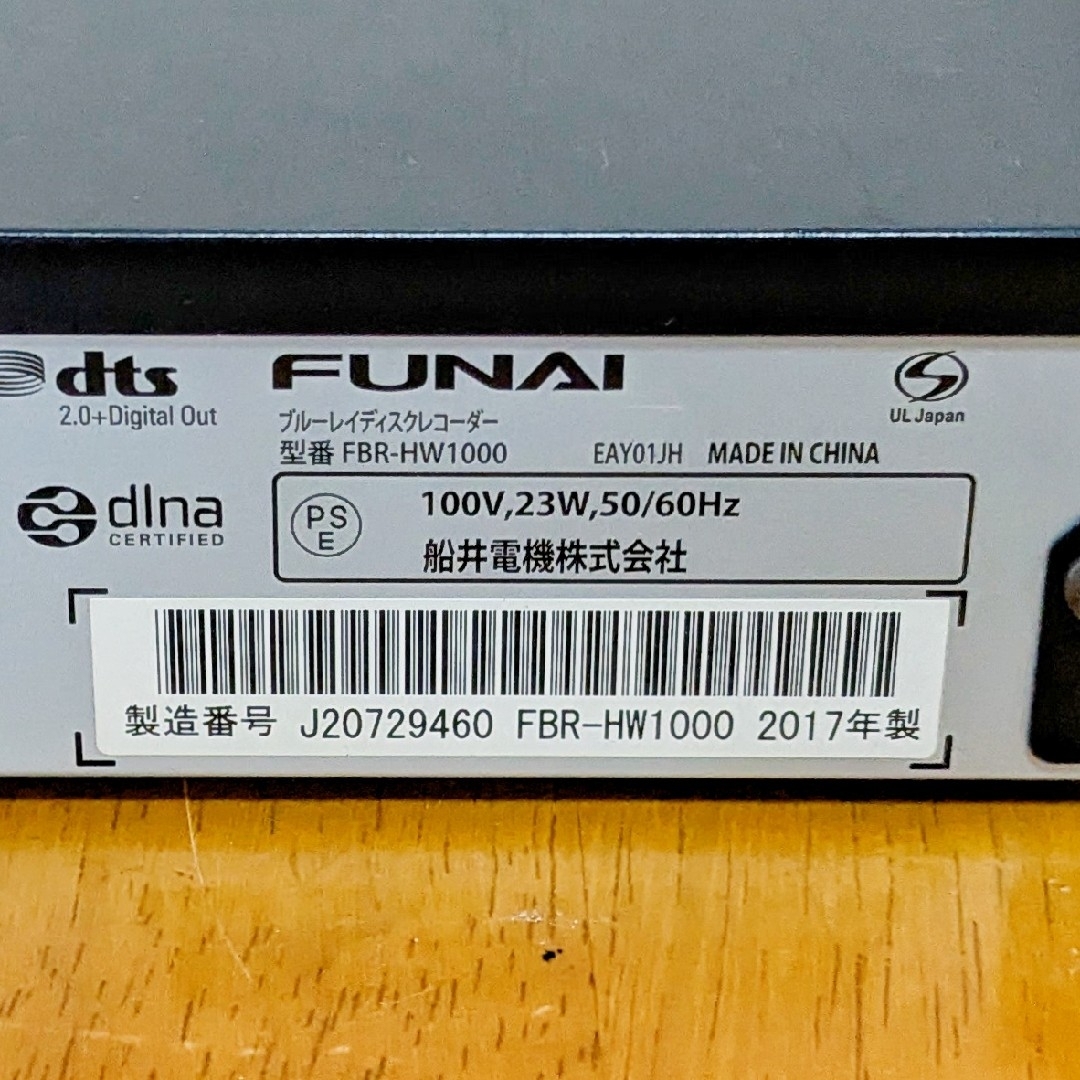 dts
2.0+Digital Out
FUNAI
ブルーレイディスクレコーダー
型番 FBR-HW1000
EAY01JH MADE IN CHINA
S
UL Japan
dlna
CERTIFIED
PS
E
100V,23W,50/60Hz
船井電機株式会社
製造番号 J20729460 FBR-HW1000 2017年製